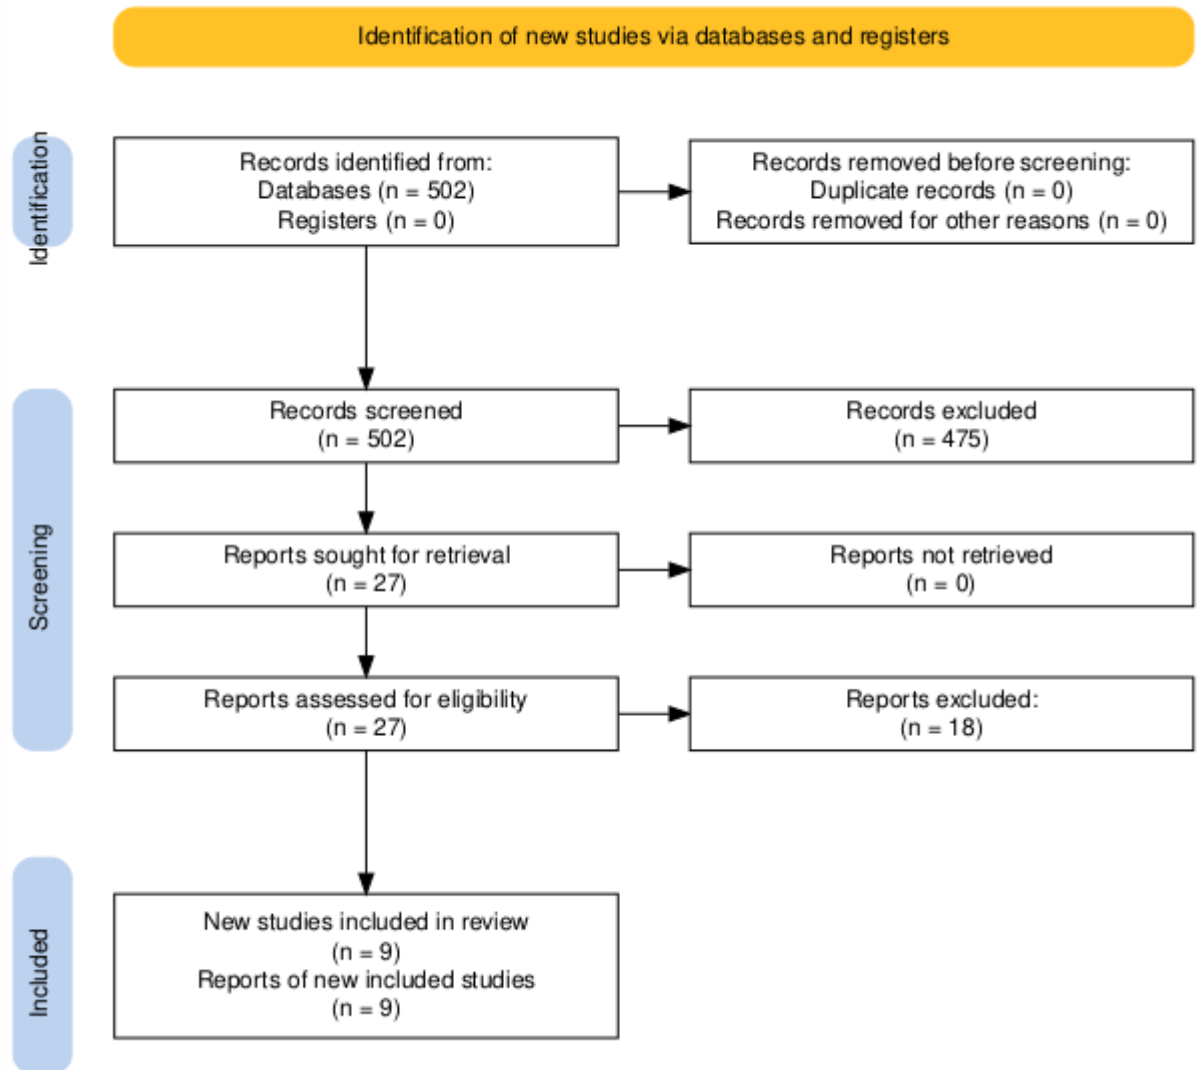 Identification of new studies via databases and registers
Identification
Records identified from:
Databases (n = 502)
Registers (n = 0)
Records removed before screening:
Duplicate records (n = 0)
Records removed for other reasons (n = 0)
Screening
Records screened
(n = 502)
Records excluded
(n = 475)
Reports sought for retrieval
(n = 27)
Reports not retrieved
(n = 0)
Reports assessed for eligibility
(n = 27)
Reports excluded:
(n = 18)
Included
New studies included in review
(n = 9)
Reports of new included studies
(n = 9)